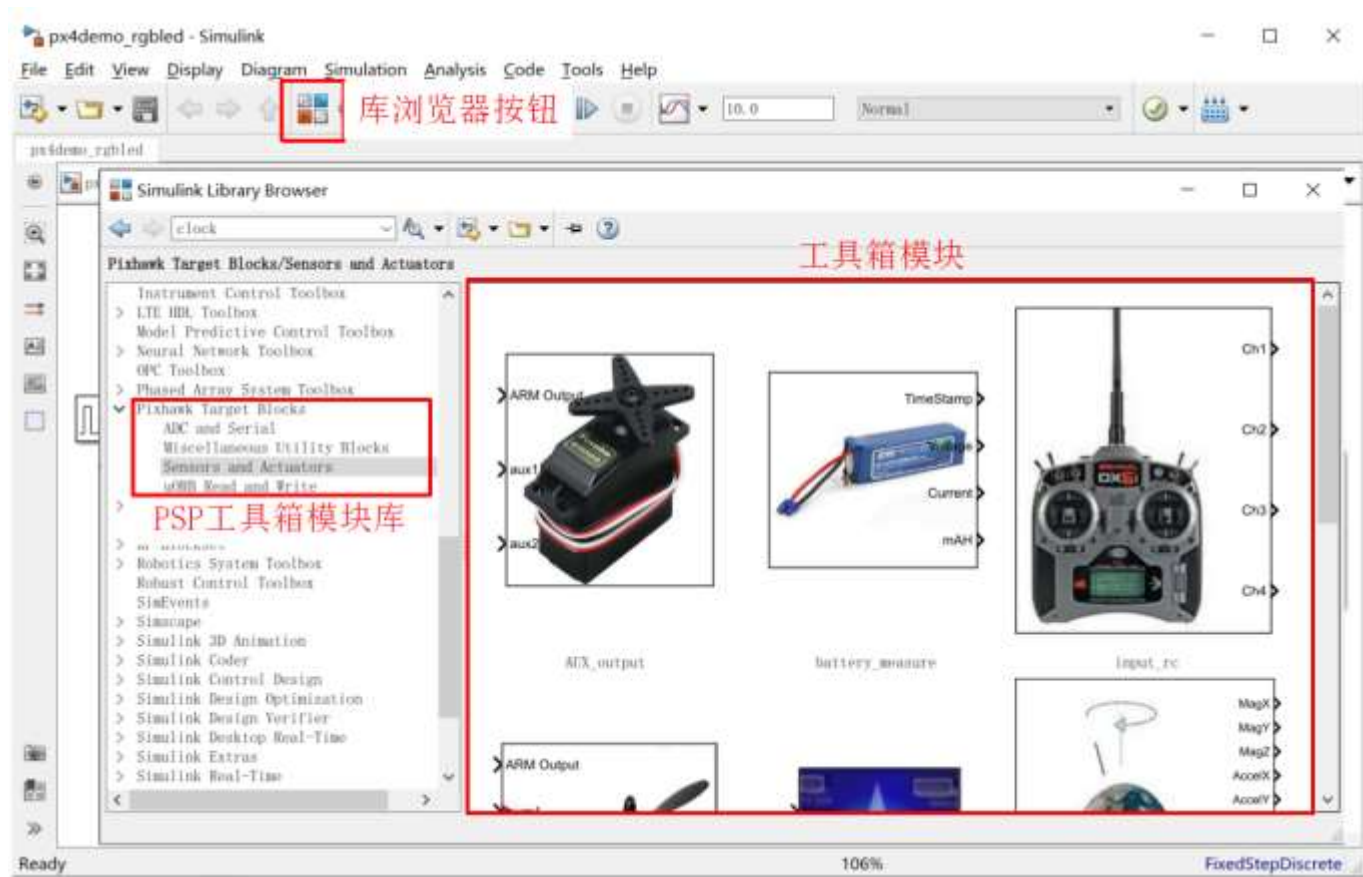 px4demo_rgbled - Simulink
File Edit View Display Diagram Simulation Analysis Code Tools Help
库浏览器按钮
10.0
Normal
px4demo_rgbled
Simulink Library Browser
clock
Pixhawk Target Blocks/Sensors and Actuators
工具箱模块
Instrument Control Toolbox
LTE HDL Toolbox
Model Predictive Control Toolbox
Neural Network Toolbox
OPC Toolbox
Phased Array System Toolbox
Pixhawk Target Blocks
ADC and Serial
Miscellaneous Utility Blocks
Sensors and Actuators
uORB Read and Write
PSP工具箱模块库
Robotics System Toolbox
Robust Control Toolbox
SimEvents
Simscape
Simulink 3D Animation
Simulink Coder
Simulink Control Design
Simulink Design Optimization
Simulink Design Verifier
Simulink Desktop Real-Time
Simulink Extras
Simulink Real-Time
ARM Output
aux1
aux2
AUX_output
TimeStamp
Voltage
Current
mAH
battery_measure
Ch1
Ch2
Ch3
Ch4
input_rc
ARM Output
MagX
MagY
MagZ
AccelX
AccelY
Ready
106%
FixedStepDiscrete